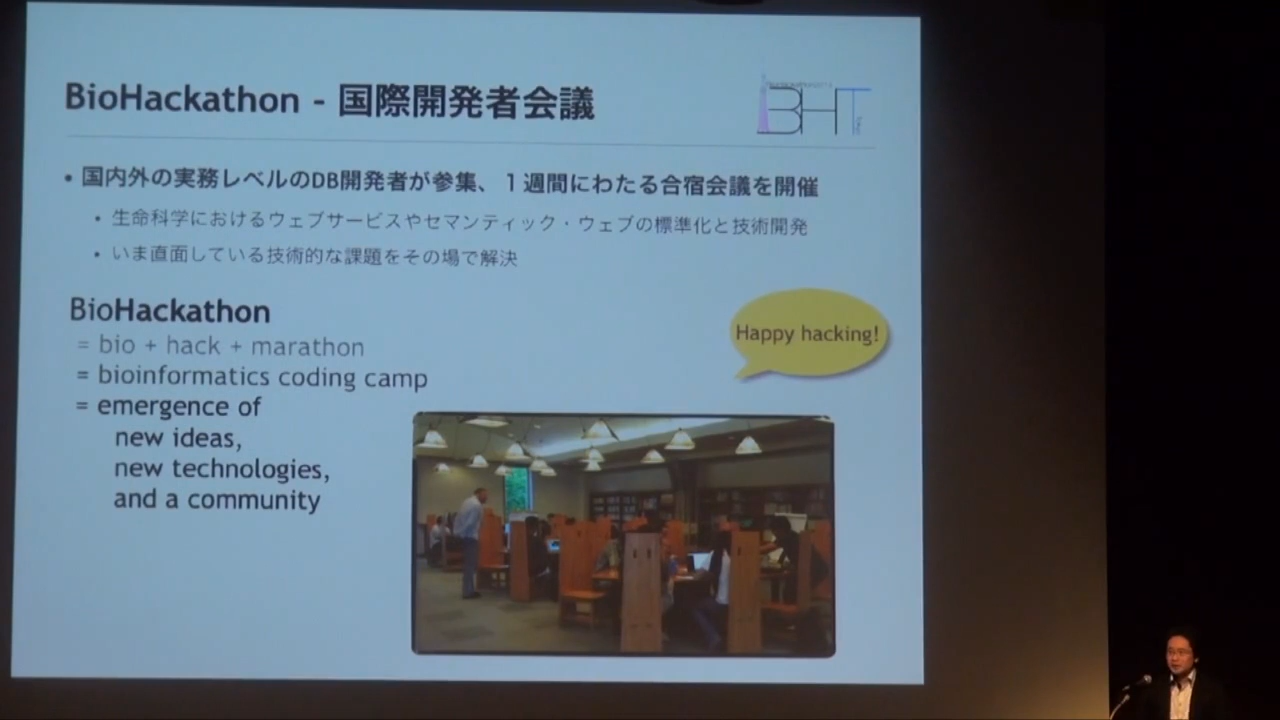 BioHackathon - 国際開発者会議
BHT
• 国内外の実務レベルのDB開発者が参集、１週間にわたる合宿会議を開催
• 生命科学におけるウェブサービスやセマンティック・ウェブの標準化と技術開発
• いま直面している技術的な課題をその場で解決
BioHackathon
= bio + hack + marathon
= bioinformatics coding camp
= emergence of
new ideas,
new technologies,
and a community
Happy hacking!